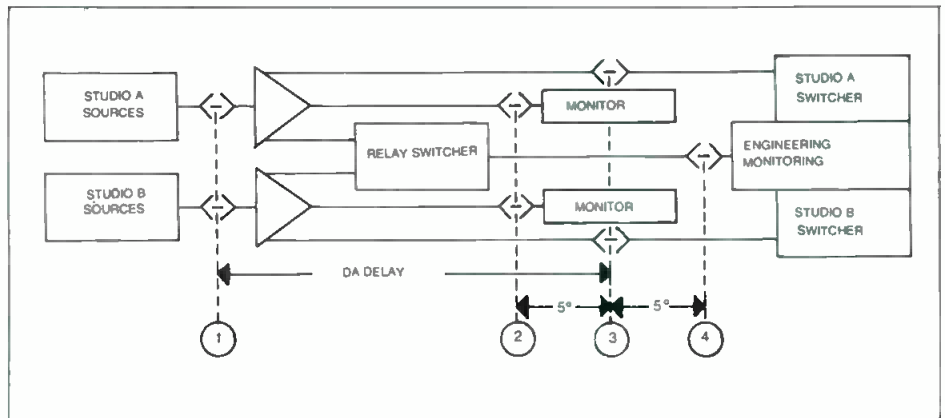 STUDIO A
SOURCES
STUDIO B
SOURCES
RELAY SWITCHER
MONITOR
MONITOR
STUDIO A
SWITCHER
ENGINEERING
MONITORING
STUDIO B
SWITCHER
DA DELAY
5°
5°
1
2
3
4